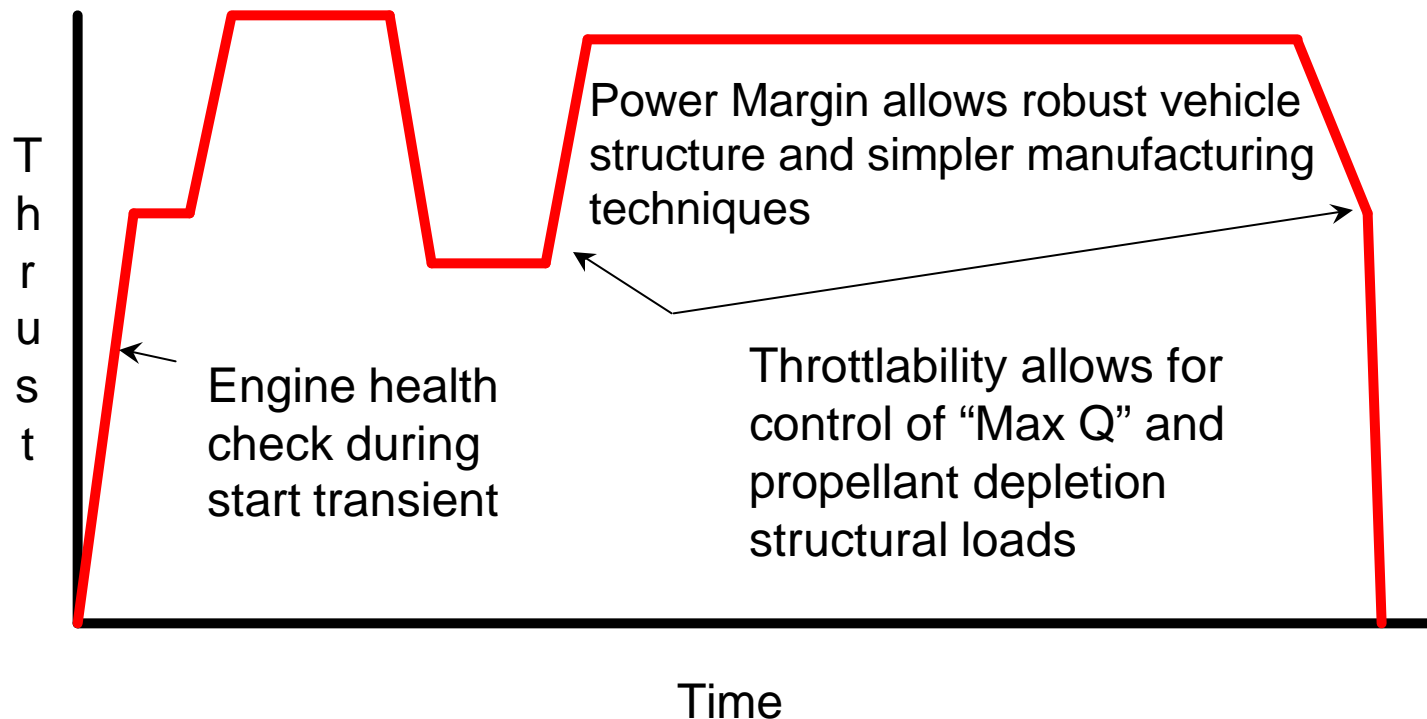 Thrust
Power Margin allows robust vehicle
structure and simpler manufacturing
techniques
Engine health
check during
start transient
Throttlability allows for
control of “Max Q” and
propellant depletion
structural loads
Time